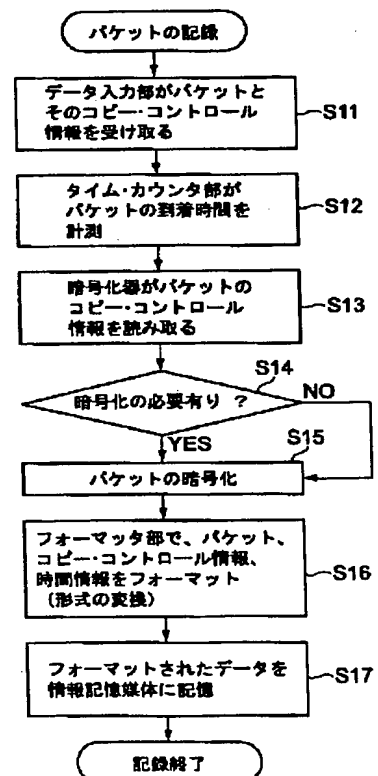 パケットの記録
データ入力部がパケットと
そのコピー・コントロール
情報を受け取る
S11
タイム・カウンタ部が
パケットの到着時間を
計測
S12
暗号化器がパケットの
コピー・コントロール
情報を読み取る
S13
S14
暗号化の必要有り ?
NO
YES
S15
パケットの暗号化
フォーマッタ部で、パケット、
コピー・コントロール情報、
時間情報をフォーマット
(形式の変換)
S16
フォーマットされたデータを
情報記憶媒体に記憶
S17
記録終了